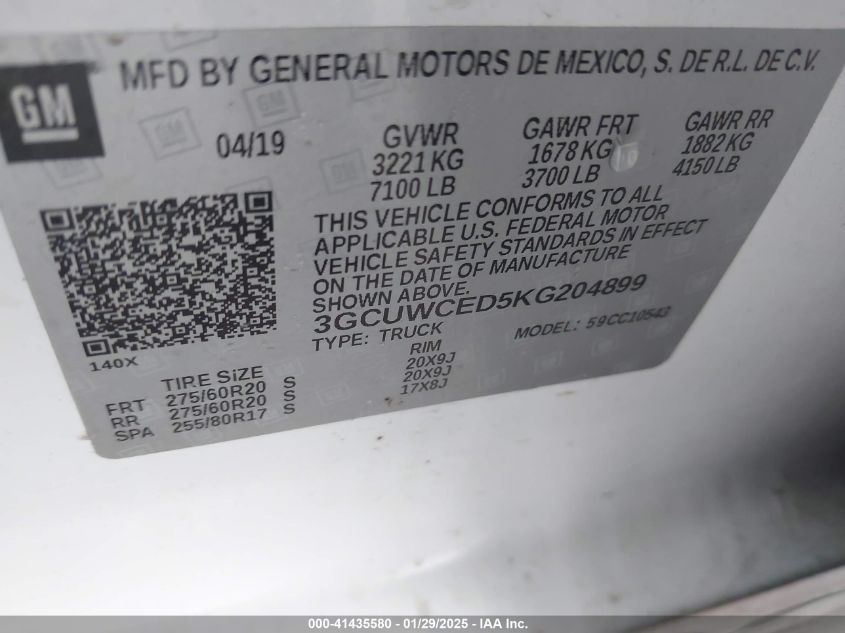 GM
MFD BY GENERAL MOTORS DE MEXICO, S. DE R.L. DE C.V.
04/19
GVWR
3221 KG
7100 LB
GAWR FRT
1678 KG
3700 LB
GAWR RR
1882 KG
4150 LB
THIS VEHICLE CONFORMS TO ALL
APPLICABLE U.S. FEDERAL MOTOR
VEHICLE SAFETY STANDARDS IN EFFECT
ON THE DATE OF MANUFACTURE
SHOWN ABOVE.
3GCUWCED5KG204899
TYPE: TRUCK
MODEL: 59CC10543
140X
TIRE SIZE
RIM
FRT 275/60R20 S 20X9J
RR 275/60R20 S 20X9J
SPA 255/80R17 S 17X8J
000-41435580 - 01/29/2025 - IAA Inc.